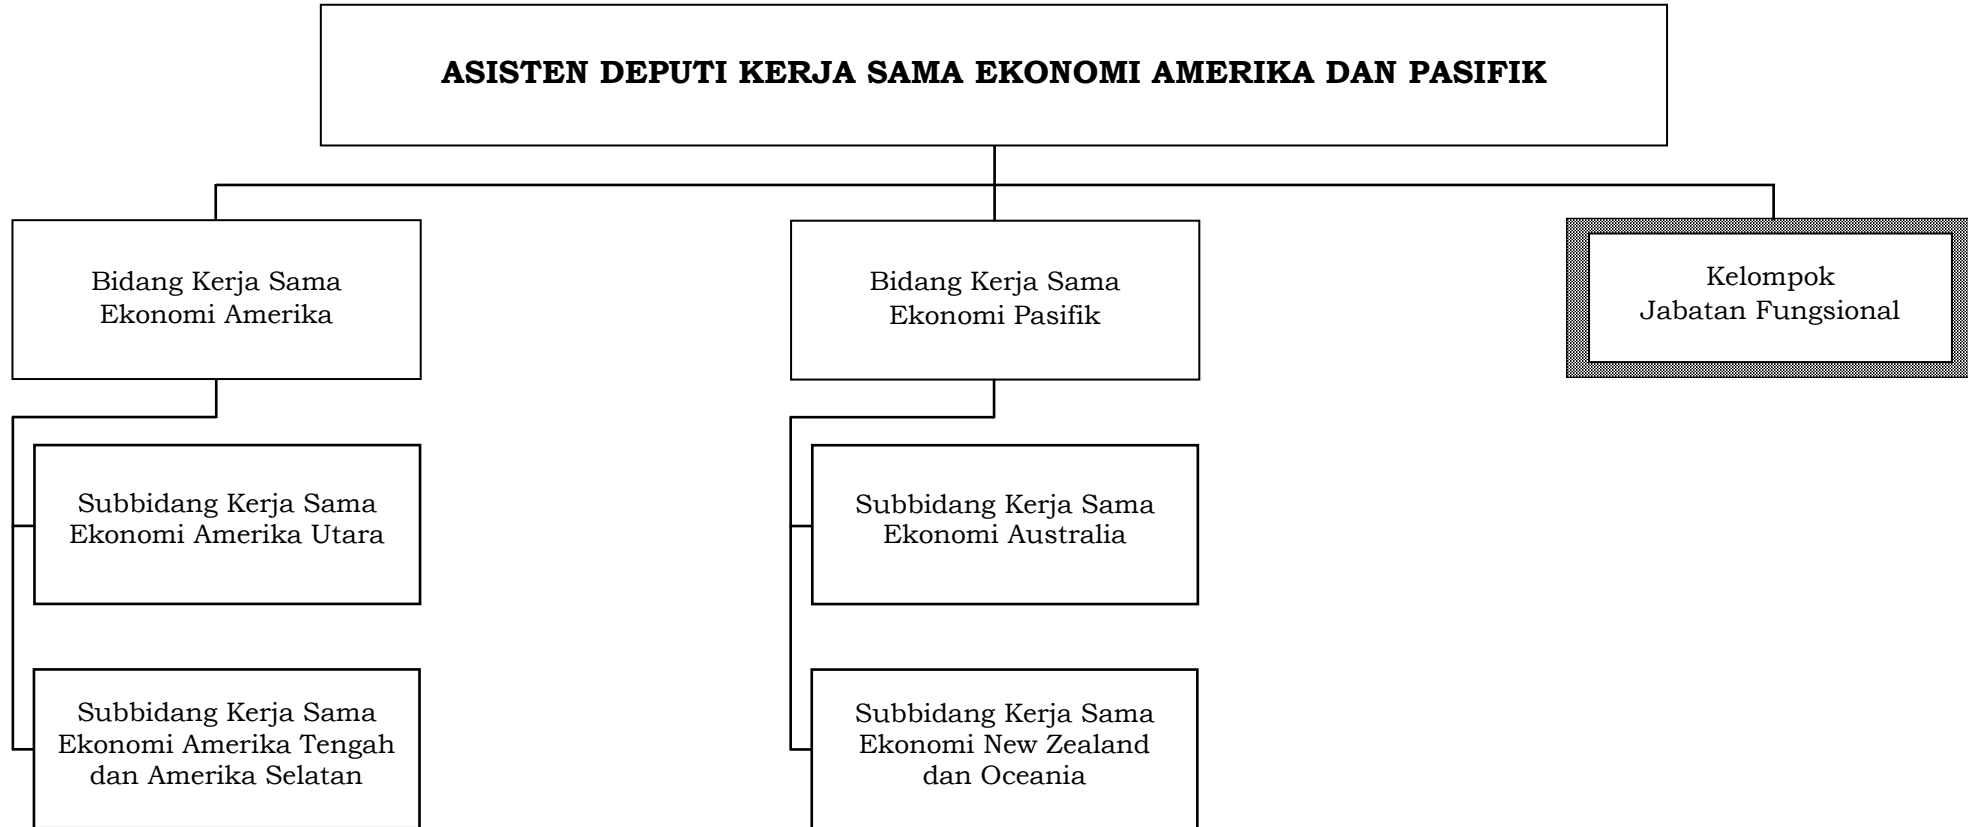 ASISTEN DEPUTI KERJA SAMA EKONOMI AMERIKA DAN PASIFIK
Bidang Kerja Sama
Ekonomi Amerika
Bidang Kerja Sama
Ekonomi Pasifik
Kelompok
Jabatan Fungsional
Subbidang Kerja Sama
Ekonomi Amerika Utara
Subbidang Kerja Sama
Ekonomi Australia
Subbidang Kerja Sama
Ekonomi Amerika Tengah
dan Amerika Selatan
Subbidang Kerja Sama
Ekonomi New Zealand
dan Oceania